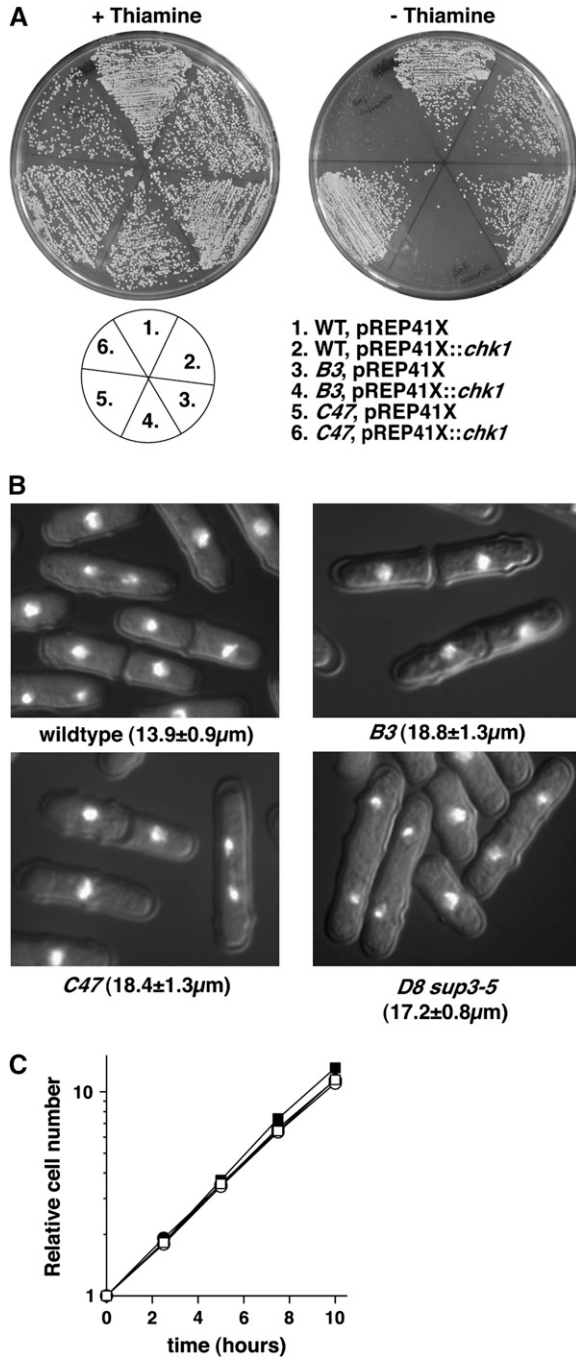 A
+ Thiamine
- Thiamine
1.
2.
3.
4.
5.
6.
1. WT, pREP41X
2. WT, pREP41X::chk1
3. B3, pREP41X
4. B3, pREP41X::chk1
5. C47, pREP41X
6. C47, pREP41X::chk1
B
wildtype (13.9±0.9µm)
B3 (18.8±1.3µm)
C47 (18.4±1.3µm)
D8 sup3-5
(17.2±0.8µm)
C
Relative cell number
10
1
0 2 4 6 8 10
time (hours)